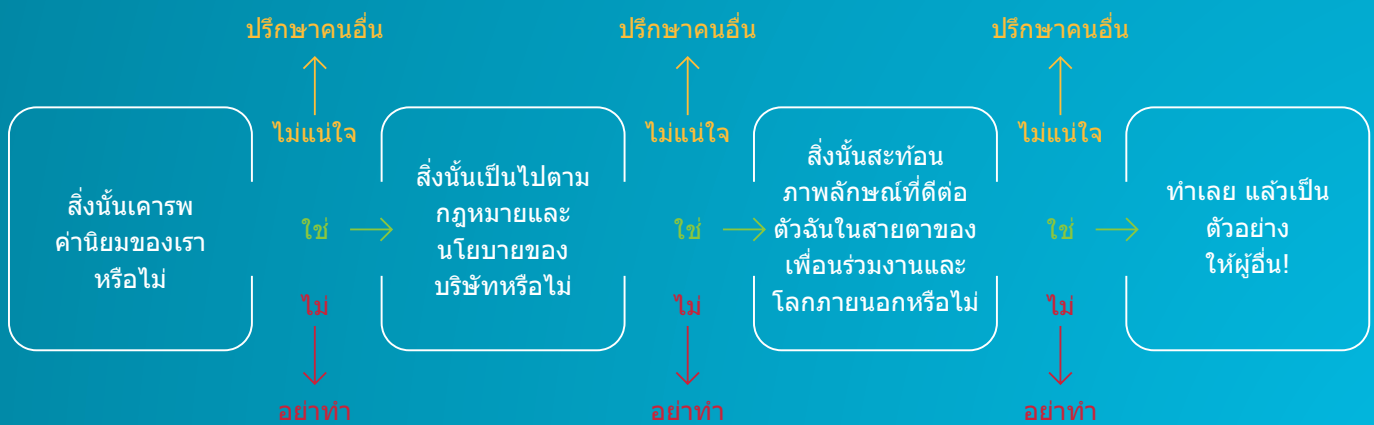 ปรึกษาคนอื่น
ปรึกษาคนอื่น
ปรึกษาคนอื่น
ไม่แน่ใจ
ไม่แน่ใจ
ไม่แน่ใจ
สิ่งนั้นเคารพ
ค่านิยมของเรา
หรือไม่
ใช่
สิ่งนั้นเป็นไปตาม
กฎหมายและ
นโยบายของ
บริษัทหรือไม่
ใช่
สิ่งนั้นสะท้อน
ภาพลักษณ์ที่ดีต่อ
ตัวฉันในสายตาของ
เพื่อนร่วมงานและ
โลกภายนอกหรือไม่
ใช่
ทำเลย แล้วเป็น
ตัวอย่าง
ให้ผู้อื่น!
ไม่
ไม่
ไม่
อย่าทำ
อย่าทำ
อย่าทำ